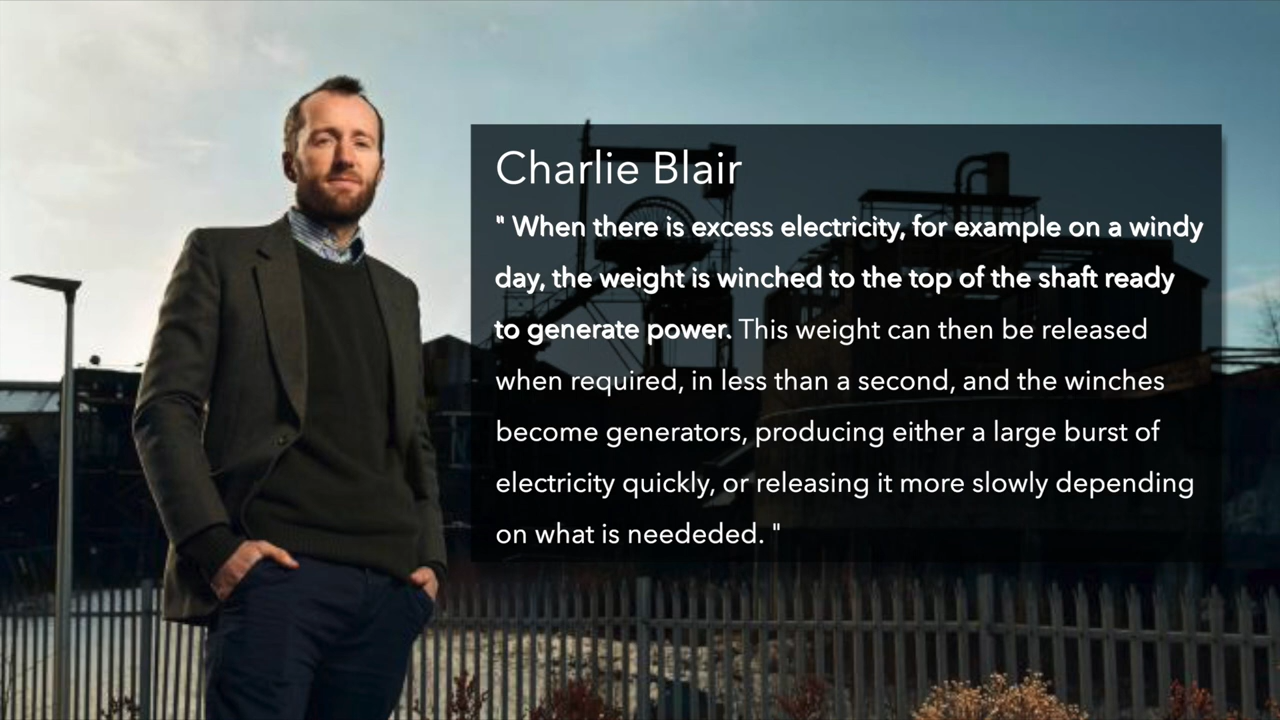 Charlie Blair
" When there is excess electricity, for example on a windy
day, the weight is winched to the top of the shaft ready
to generate power. This weight can then be released
when required, in less than a second, and the winches
become generators, producing either a large burst of
electricity quickly, or releasing it more slowly depending
on what is neededed. "